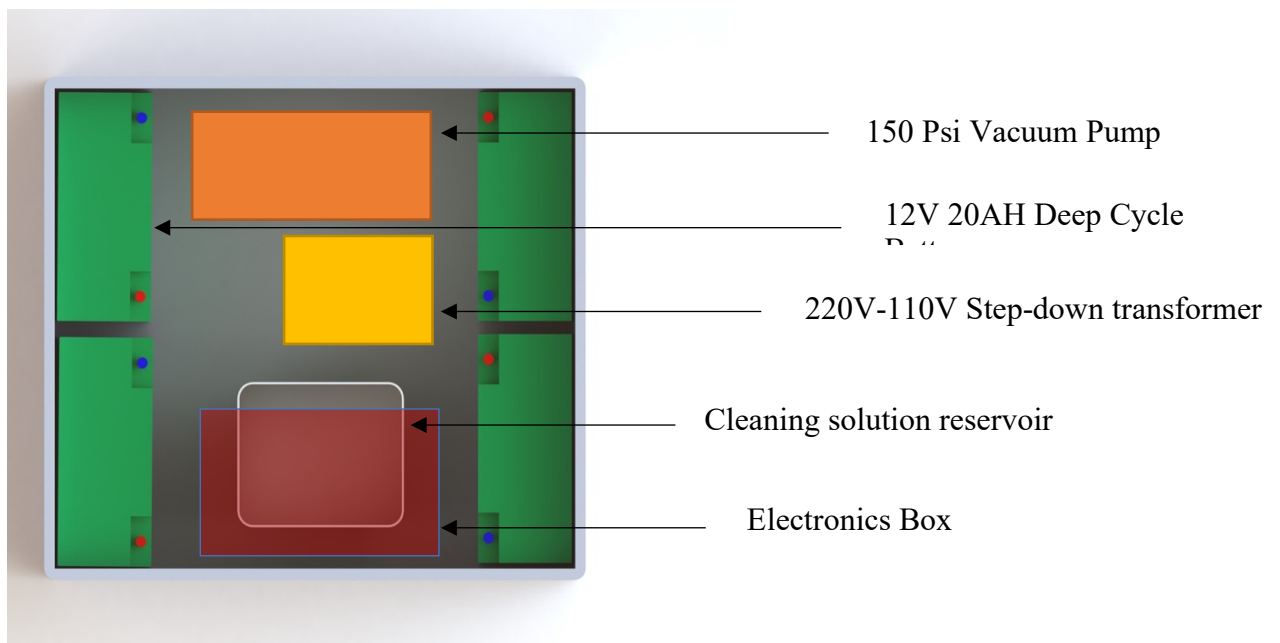 150 Psi Vacuum Pump
12V 20AH Deep Cycle
220V-110V Step-down transformer
Cleaning solution reservoir
Electronics Box